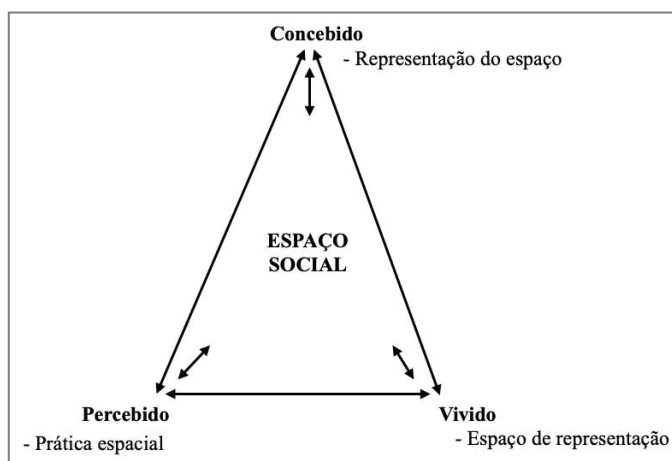 Concebido
- Representação do espaço
ESPAÇO
SOCIAL
Percebido
- Prática espacial
Vivido
- Espaço de representação